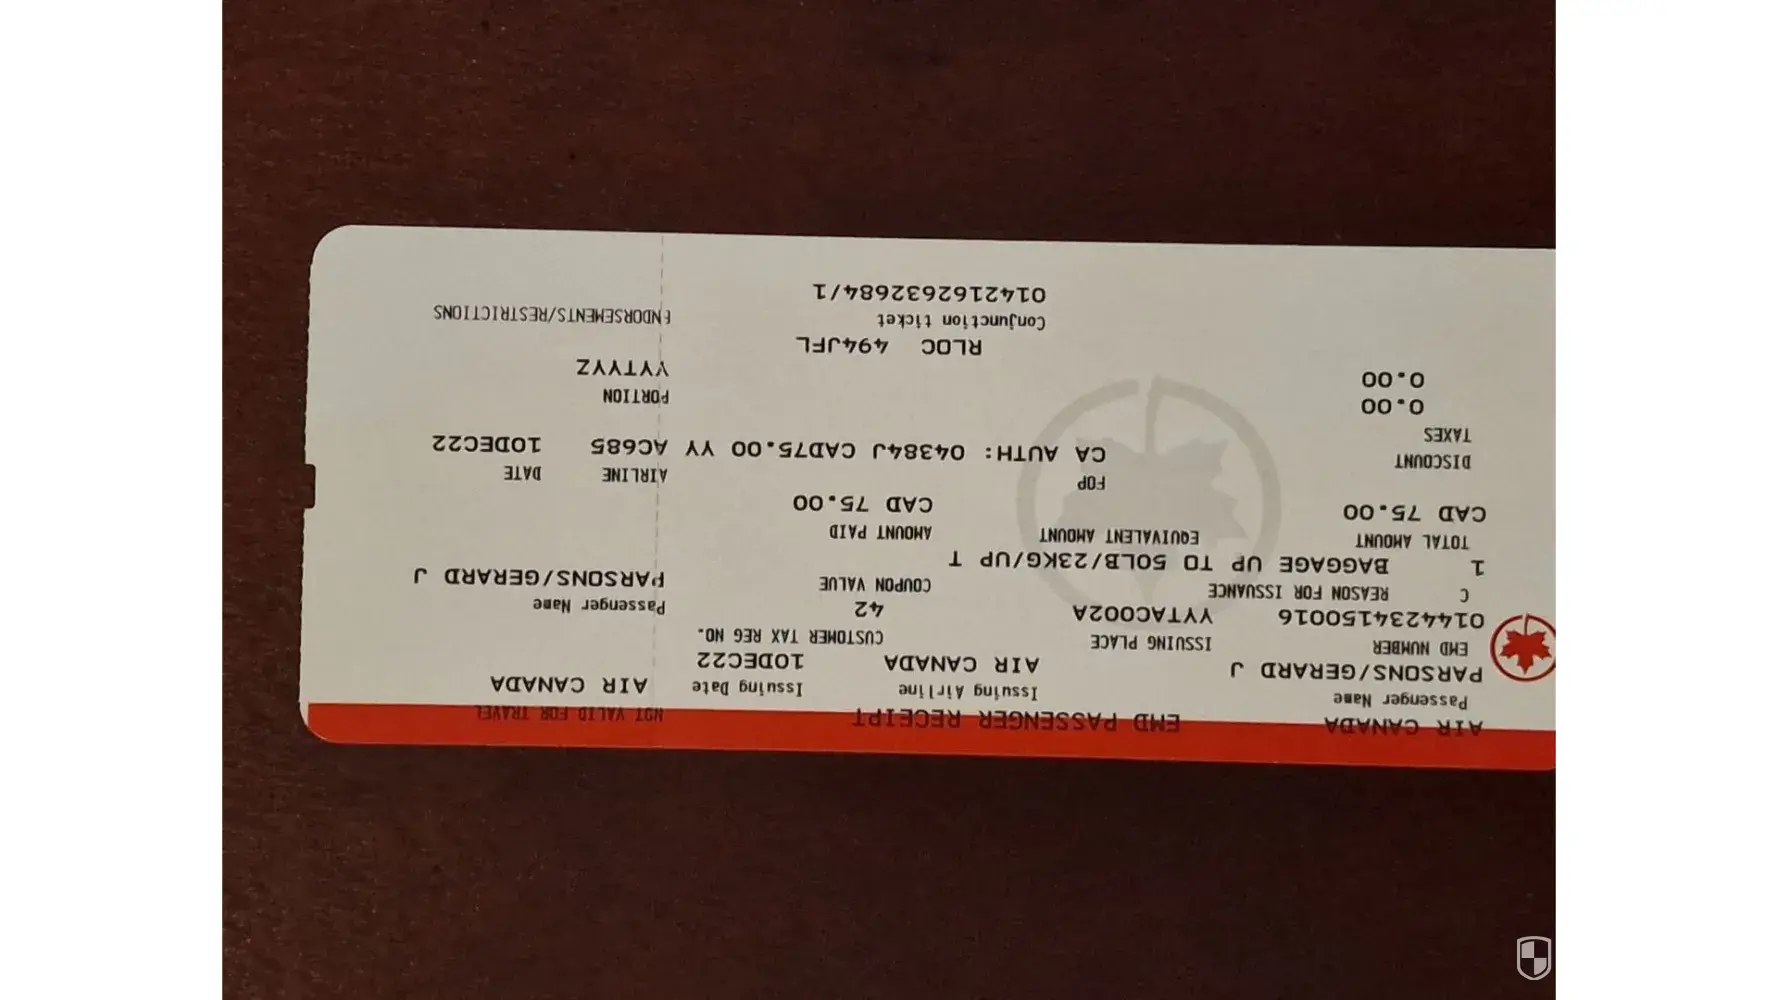 AIR CANADA EMD PASSENGER RECEIPT NOT VALID FOR TRAVEL
Passenger Name Issuing Airline Issuing Date AIR CANADA
PARSONS/GERARD J AIR CANADA 10DEC22
EMD NUMBER ISSUING PLACE CUSTOMER TAX REG NO. Passenger Name
0144234150016 YYTAC002A 42 PARSONS/GERARD J
C REASON FOR ISSUANCE COUPON VALUE
1 BAGGAGE UP TO 50LB/23KG/UP T
TOTAL AMOUNT EQUIVALENT AMOUNT AMOUNT PAID
CAD 75.00 CAD 75.00
DISCOUNT FOP AIRLINE DATE
TAXES CA AUTH: 04384J CAD75.00 YY AC685 10DEC22
0.00
0.00 PORTION
YYTYYZ
RLOC 494JFL
Conjunction ticket ENDORSEMENTS/RESTRICTIONS
0142162632684/1